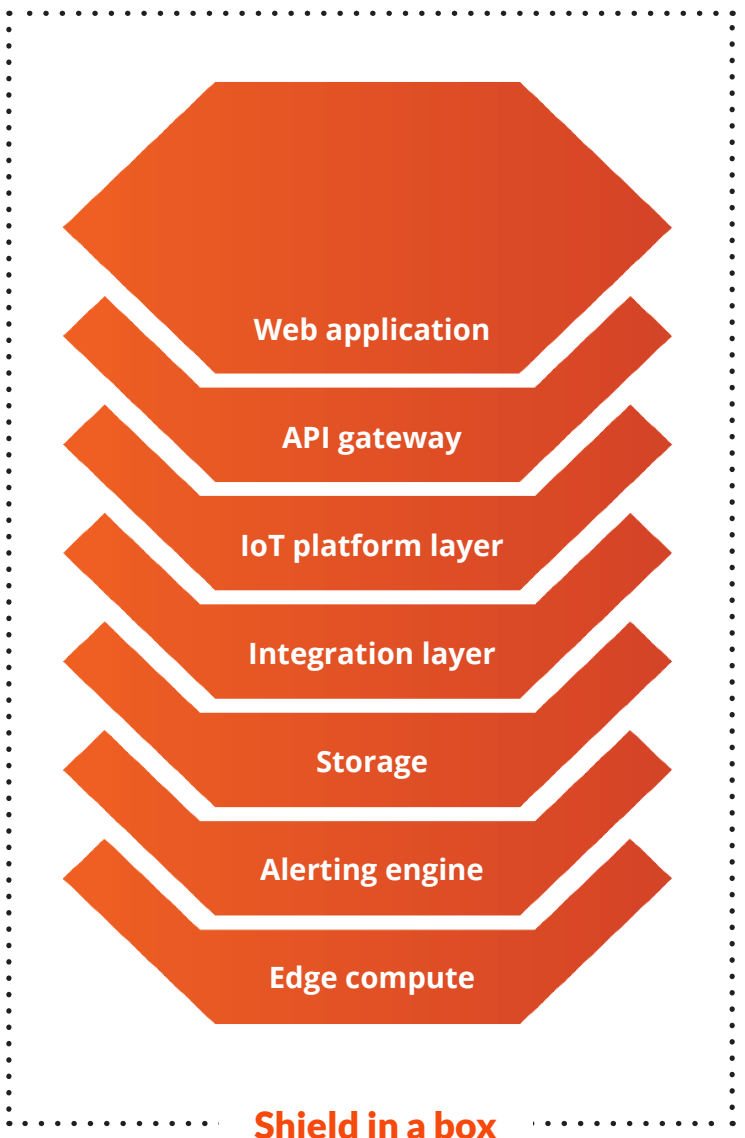 Web application
API gateway
IoT platform layer
Integration layer
Storage
Alerting engine
Edge compute
Shield in a box